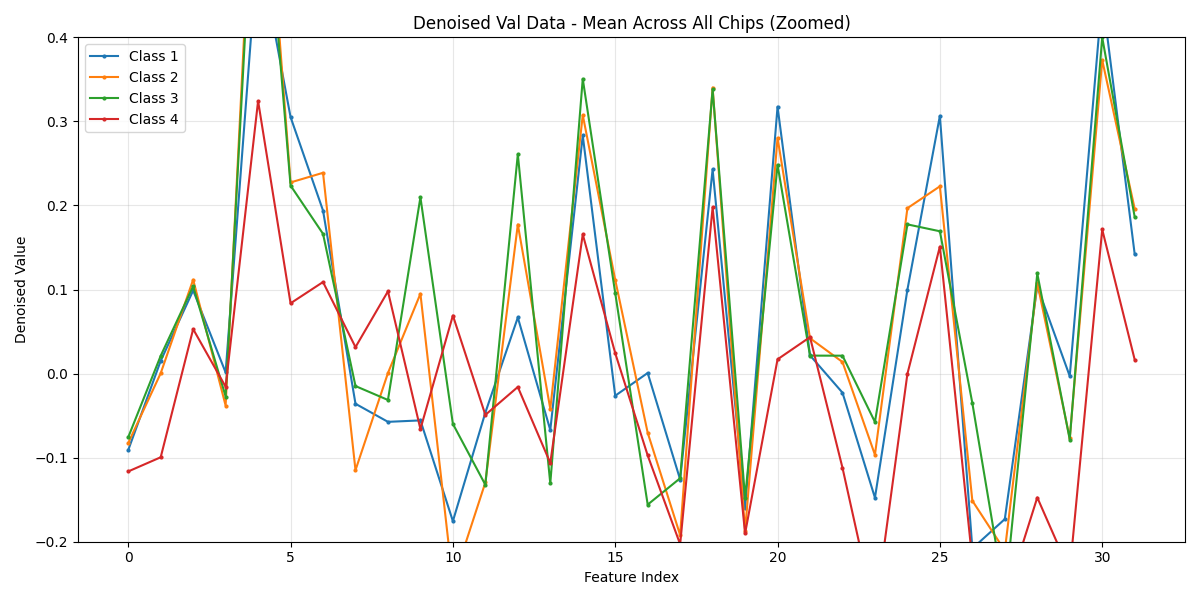 Denoised Val Data - Mean Across All Chips (Zoomed)
Class 1
Class 2
Class 3
Class 4
Denoised Value
0.4
0.3
0.2
0.1
0.0
−0.1
−0.2
0 5 10 15 20 25 30
Feature Index